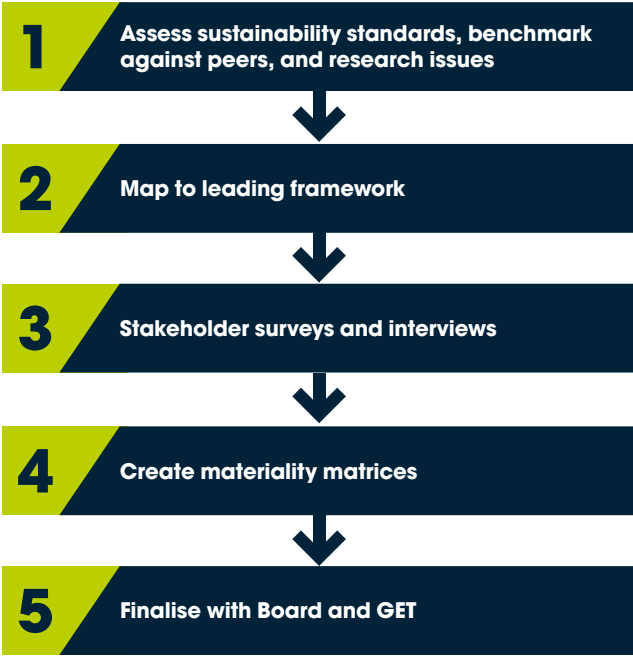 1
Assess sustainability standards, benchmark
against peers, and research issues
2
Map to leading framework
3
Stakeholder surveys and interviews
4
Create materiality matrices
5
Finalise with Board and GET